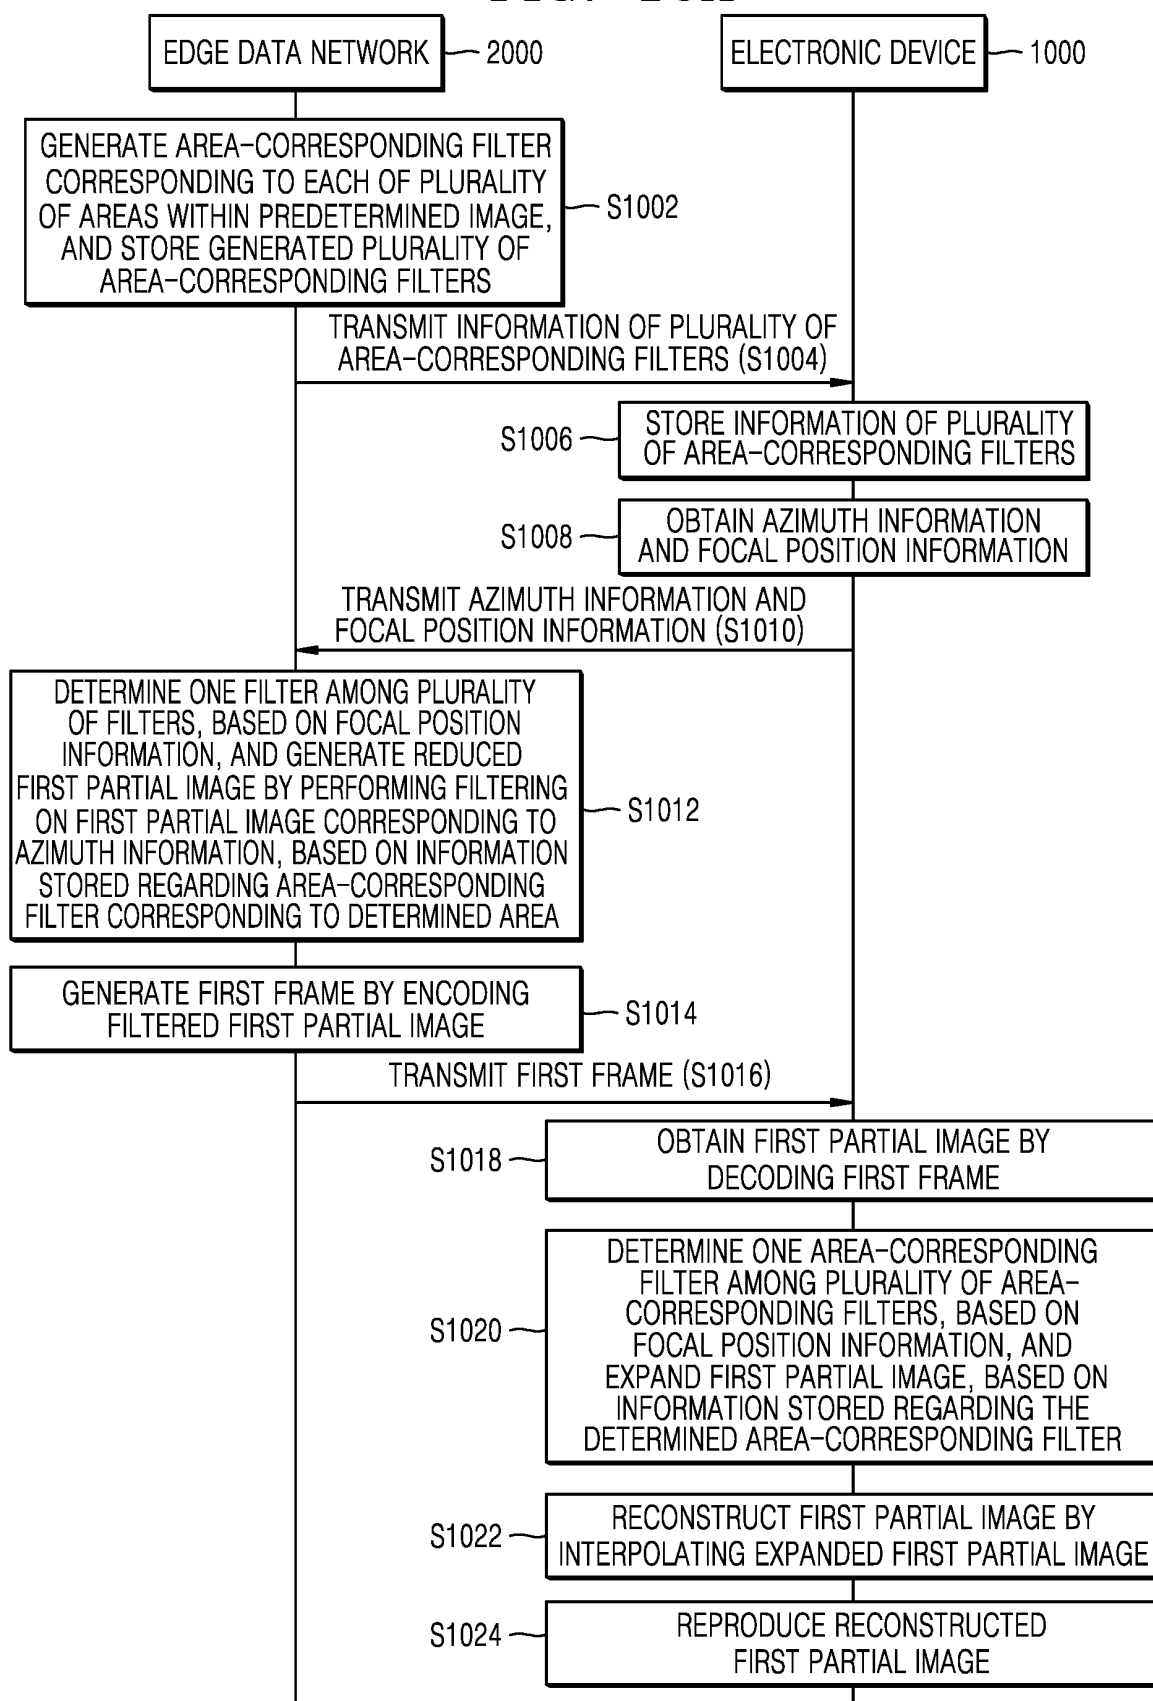 EDGE DATA NETWORK
2000
ELECTRONIC DEVICE
1000
GENERATE AREA-CORRESPONDING FILTER
CORRESPONDING TO EACH OF PLURALITY
OF AREAS WITHIN PREDETERMINED IMAGE,
AND STORE GENERATED PLURALITY OF
AREA-CORRESPONDING FILTERS
S1002
TRANSMIT INFORMATION OF PLURALITY OF
AREA-CORRESPONDING FILTERS (S1004)
S1006
STORE INFORMATION OF PLURALITY
OF AREA-CORRESPONDING FILTERS
S1008
OBTAIN AZIMUTH INFORMATION
AND FOCAL POSITION INFORMATION
TRANSMIT AZIMUTH INFORMATION AND
FOCAL POSITION INFORMATION (S1010)
DETERMINE ONE FILTER AMONG PLURALITY
OF FILTERS, BASED ON FOCAL POSITION
INFORMATION, AND GENERATE REDUCED
FIRST PARTIAL IMAGE BY PERFORMING FILTERING
ON FIRST PARTIAL IMAGE CORRESPONDING TO
AZIMUTH INFORMATION, BASED ON INFORMATION
STORED REGARDING AREA-CORRESPONDING
FILTER CORRESPONDING TO DETERMINED AREA
S1012
GENERATE FIRST FRAME BY ENCODING
FILTERED FIRST PARTIAL IMAGE
S1014
TRANSMIT FIRST FRAME (S1016)
S1018
OBTAIN FIRST PARTIAL IMAGE BY
DECODING FIRST FRAME
S1020
DETERMINE ONE AREA-CORRESPONDING
FILTER AMONG PLURALITY OF AREA-
CORRESPONDING FILTERS, BASED ON
FOCAL POSITION INFORMATION, AND
EXPAND FIRST PARTIAL IMAGE, BASED ON
INFORMATION STORED REGARDING THE
DETERMINED AREA-CORRESPONDING FILTER
S1022
RECONSTRUCT FIRST PARTIAL IMAGE BY
INTERPOLATING EXPANDED FIRST PARTIAL IMAGE
S1024
REPRODUCE RECONSTRUCTED
FIRST PARTIAL IMAGE